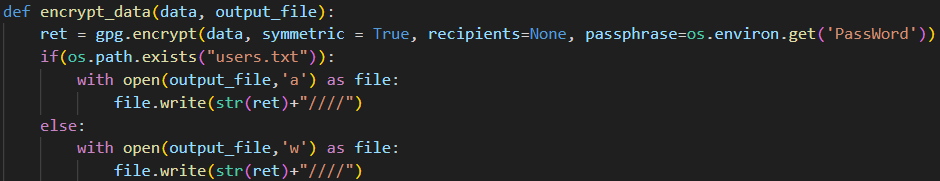 def encrypt_data(data, output_file):
    ret = gpg.encrypt(data, symmetric = True, recipients=None, passphrase=os.environ.get('PassWord'))
    if(os.path.exists("users.txt")):
        with open(output_file,'a') as file:
            file.write(str(ret)+"////")
    else:
        with open(output_file,'w') as file:
            file.write(str(ret)+"////")